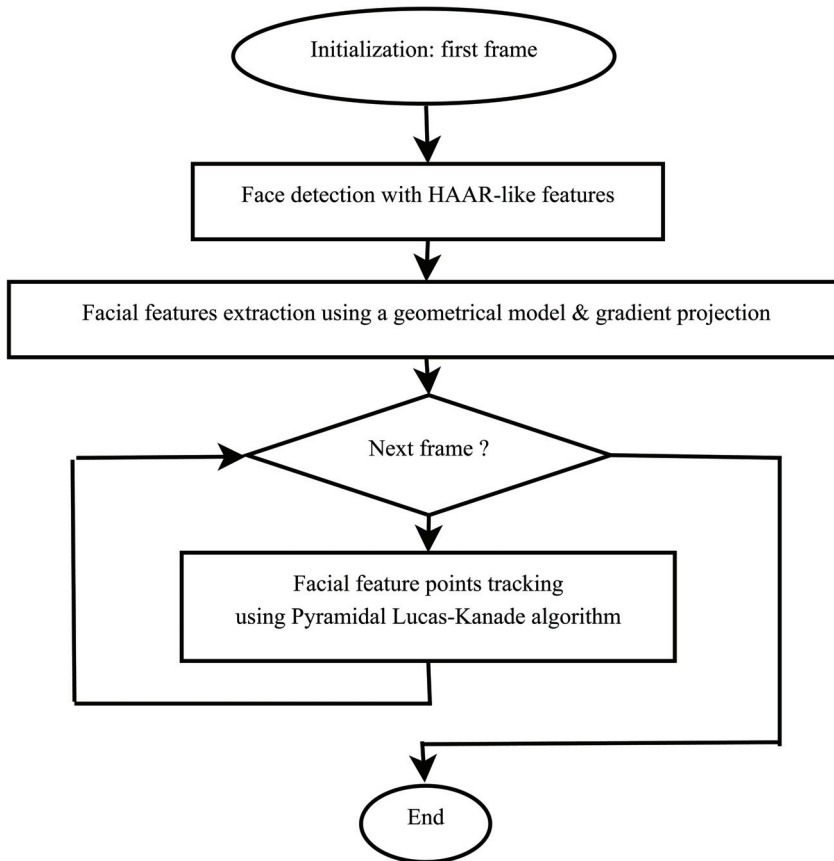 Initialization: first frame
Face detection with HAAR-like features
Facial features extraction using a geometrical model & gradient projection
Next frame ?
Facial feature points tracking
using Pyramidal Lucas-Kanade algorithm
End